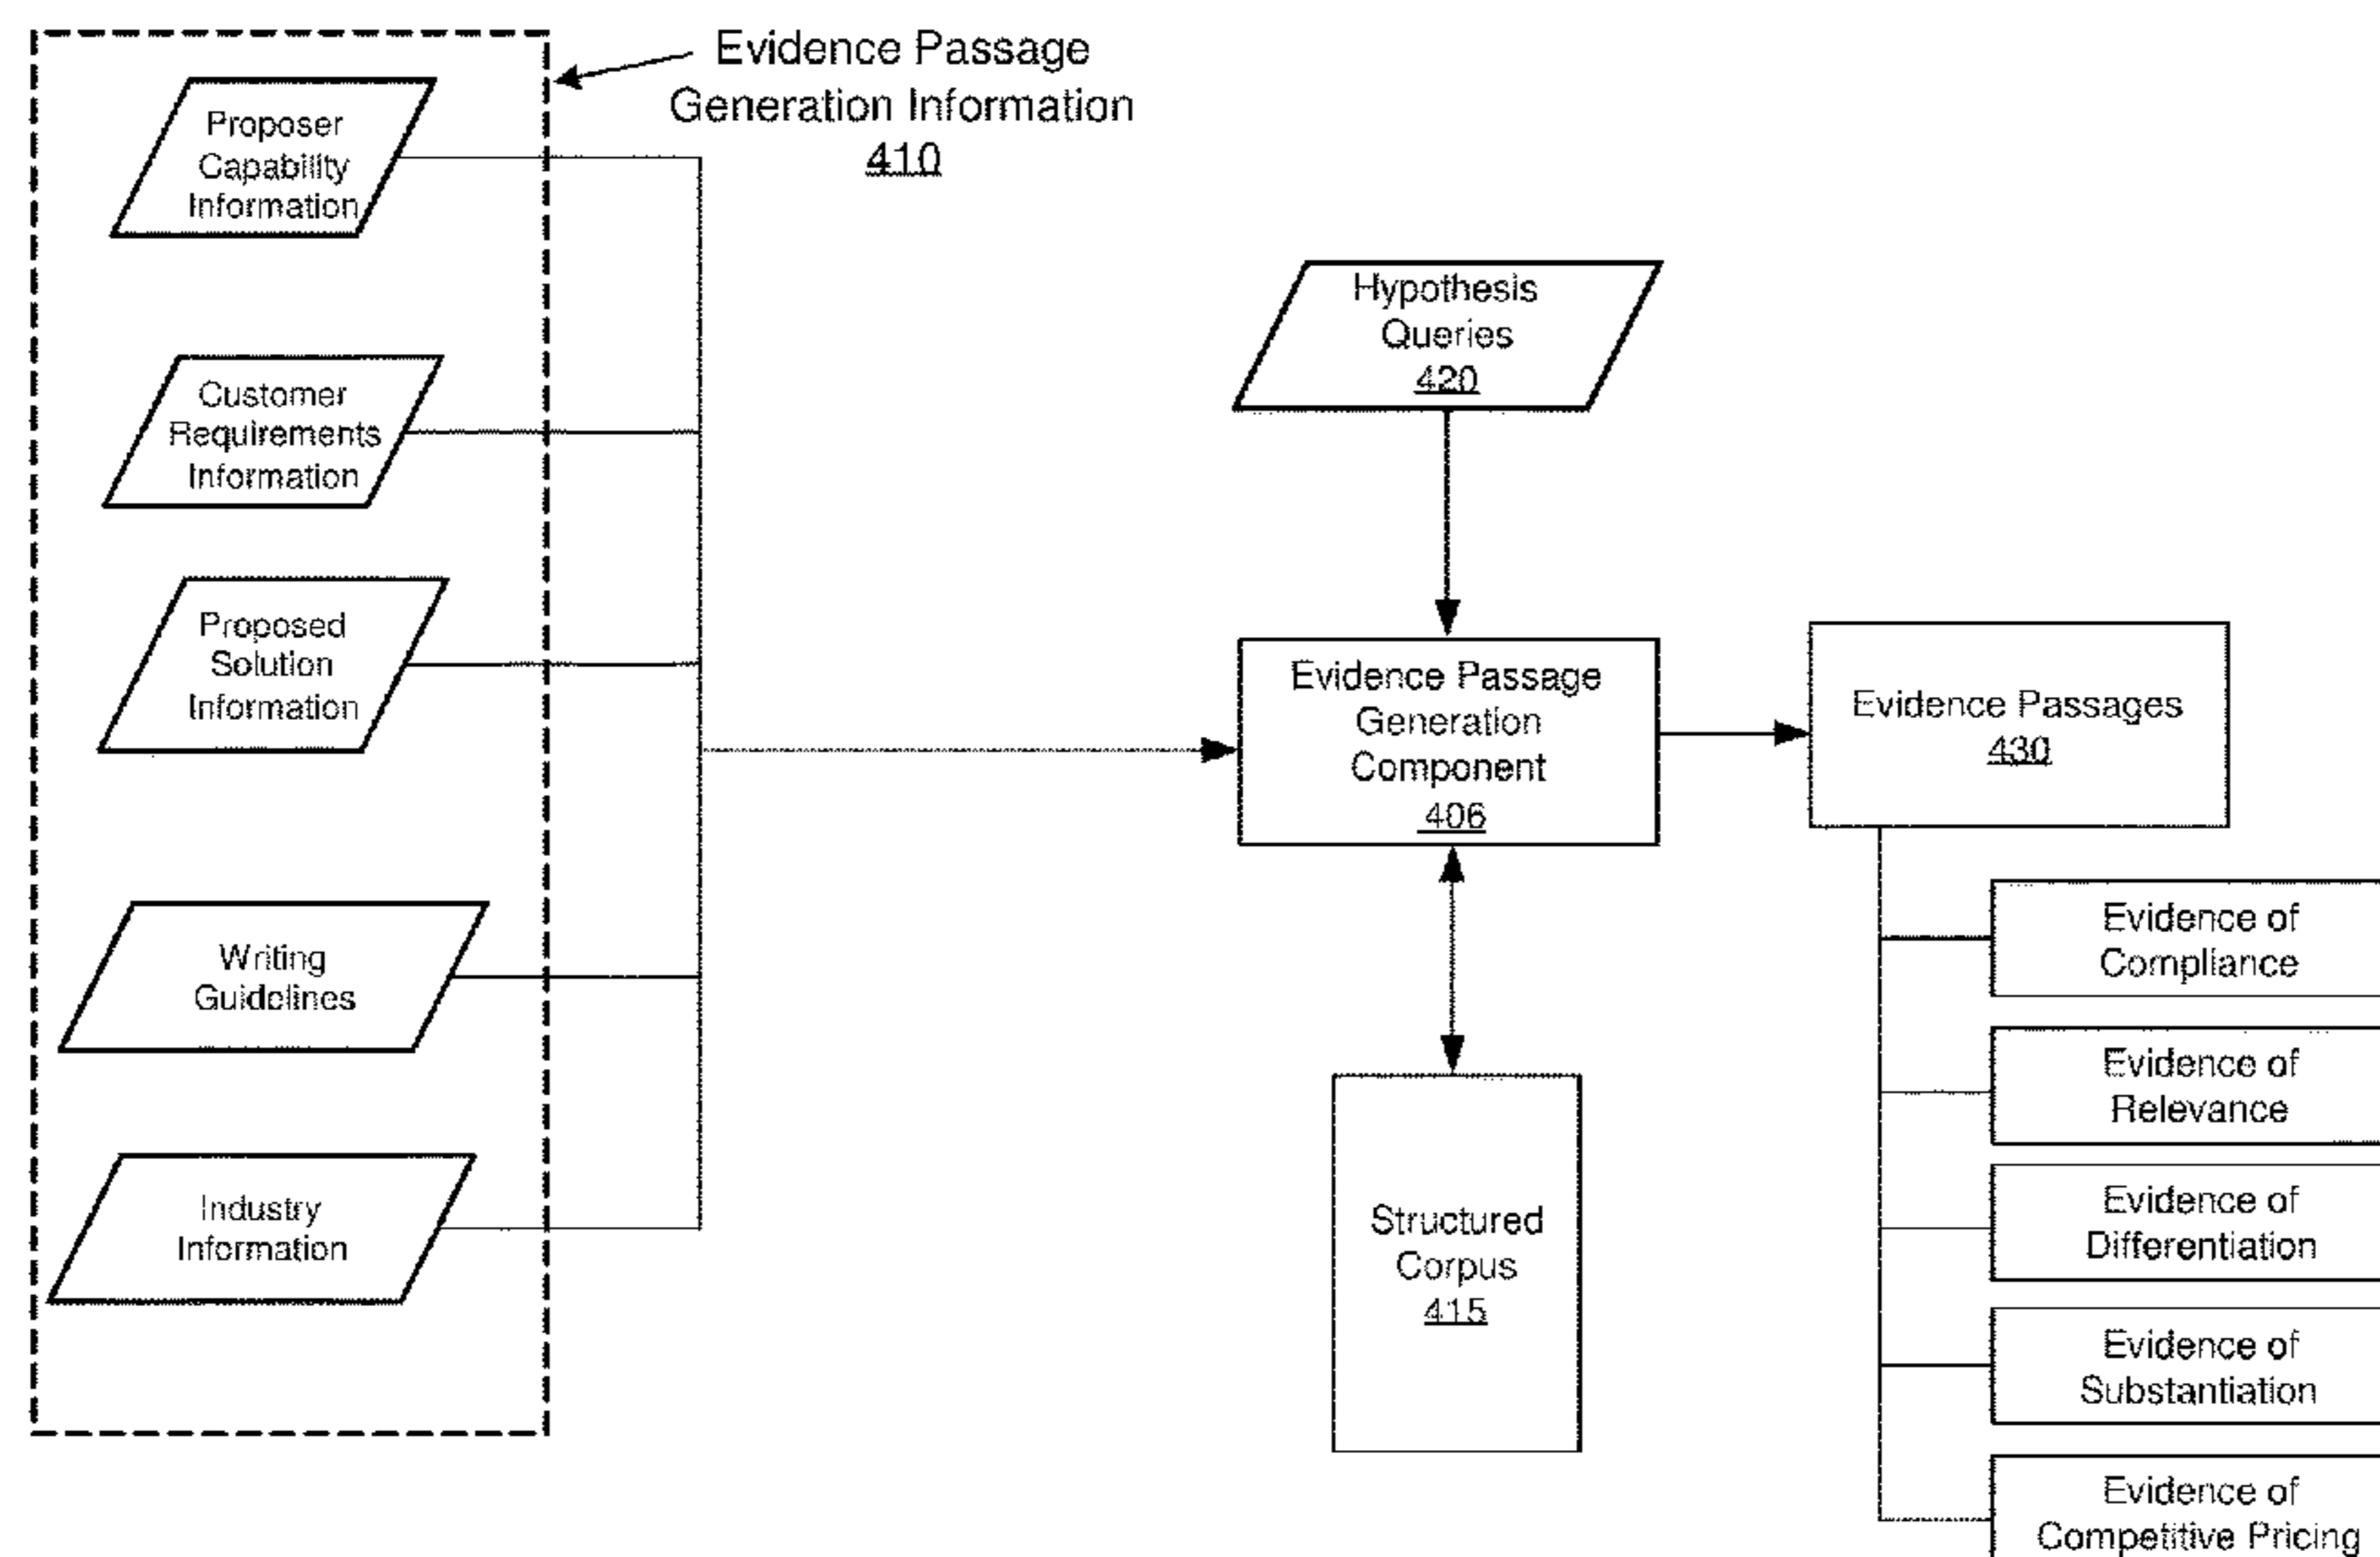 Evidence Passage
Generation Information
410
Proposer
Capability
Information
Customer
Requirements
Information
Proposed
Solution
Information
Writing
Guidelines
Industry
Information
Hypothesis
Queries
420
Evidence Passage
Generation
Component
406
Structured
Corpus
415
Evidence Passages
430
Evidence of
Compliance
Evidence of
Relevance
Evidence of
Differentiation
Evidence of
Substantiation
Evidence of
Competitive Pricing